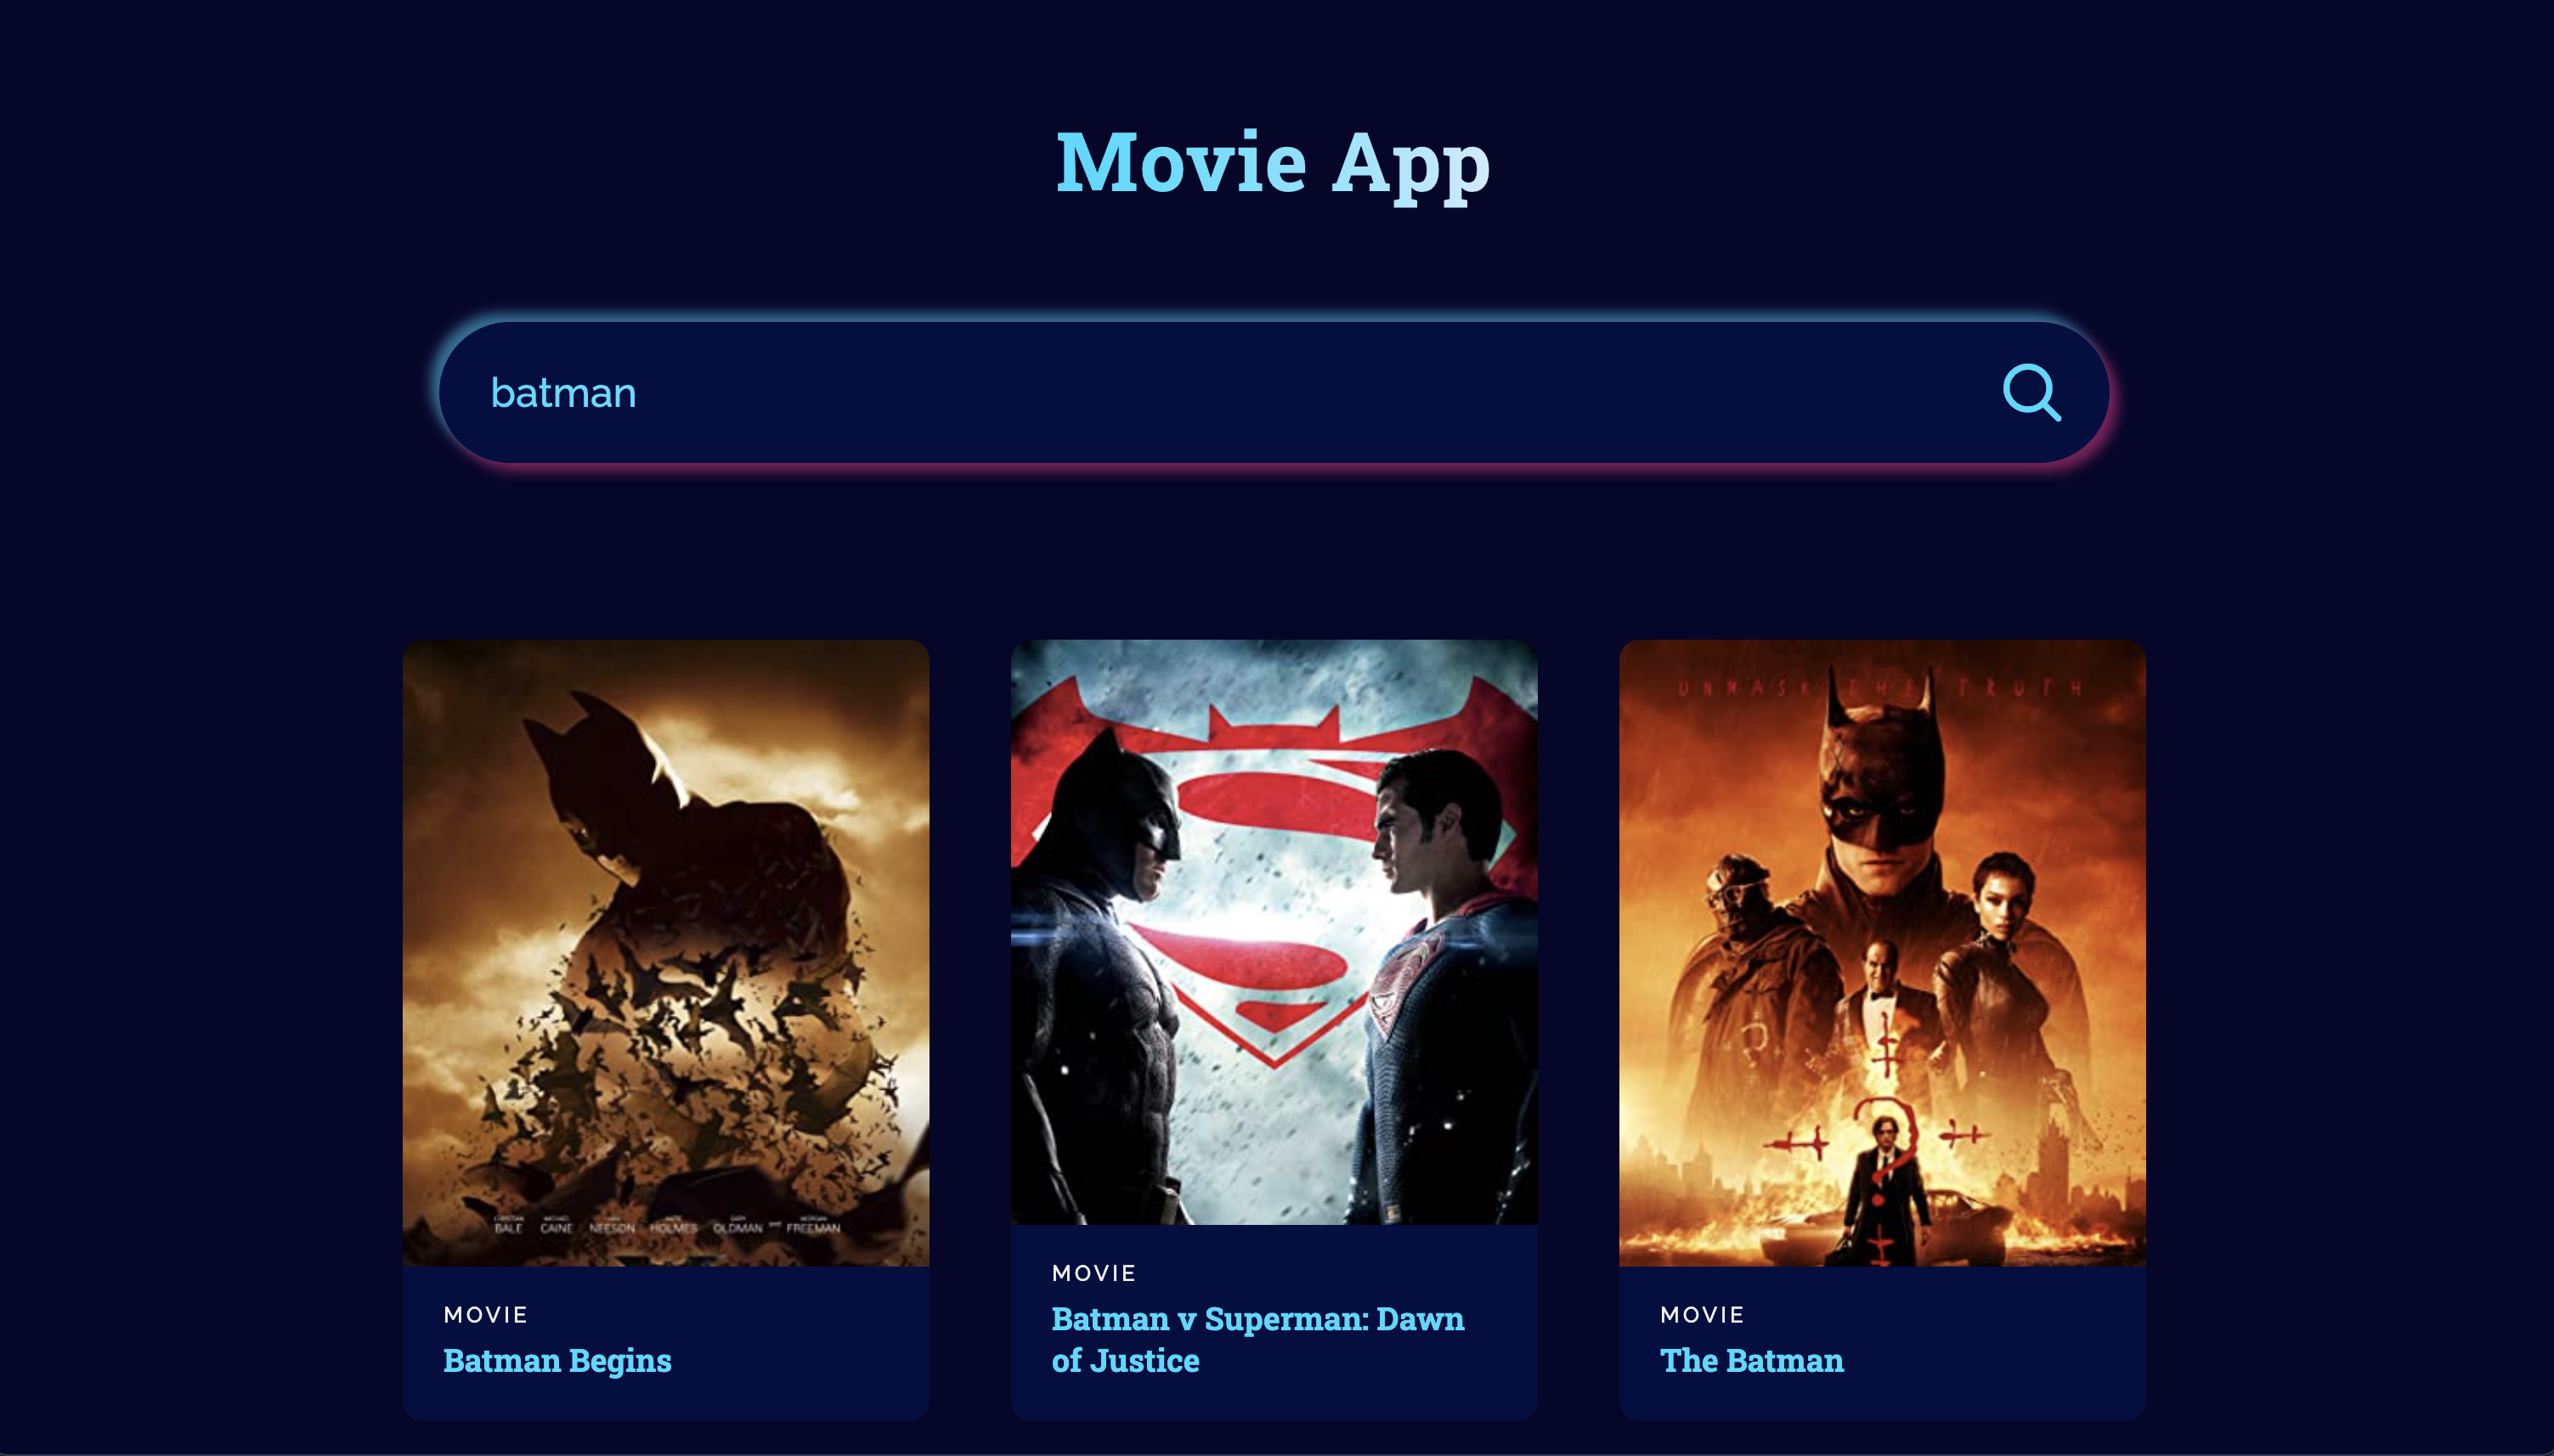 Movie App
batman
UNMASK THE TRUTH
BALE CAINE NEESON HOLMES OLDMAN and FREEMAN
MOVIE
Batman Begins
MOVIE
Batman v Superman: Dawn
of Justice
MOVIE
The Batman